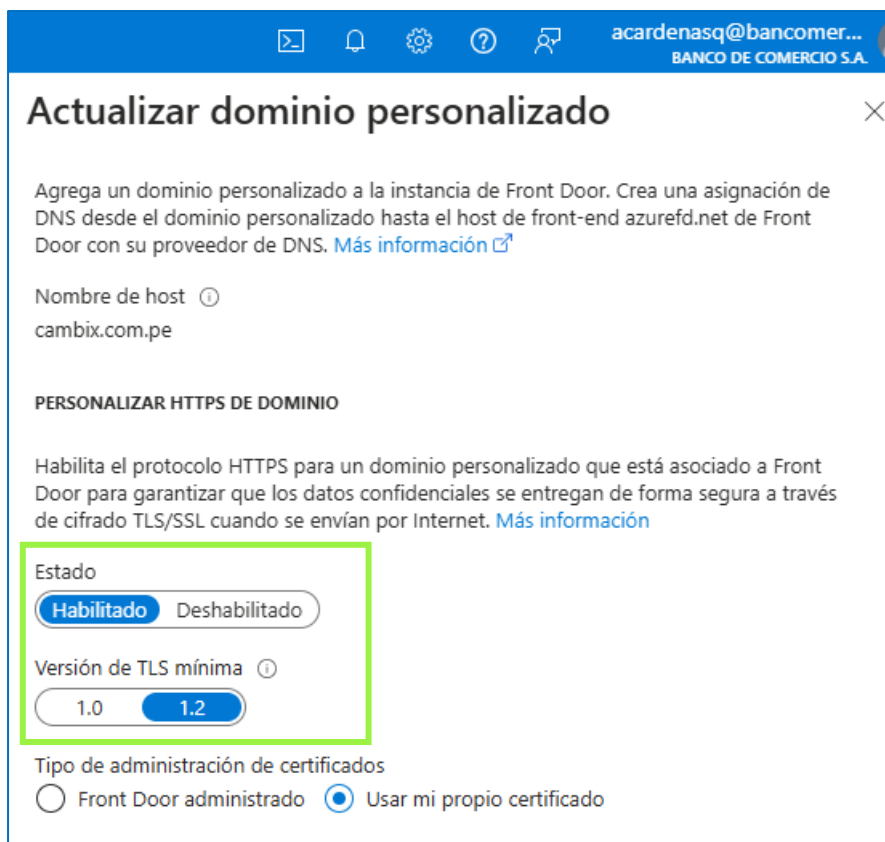 acardenasq@bancomer...
BANCO DE COMERCIO S.A.
Actualizar dominio personalizado
Agrega un dominio personalizado a la instancia de Front Door. Crea una asignación de
DNS desde el dominio personalizado hasta el host de front-end azurefd.net de Front
Door con su proveedor de DNS. Más información
Nombre de host
cambix.com.pe
PERSONALIZAR HTTPS DE DOMINIO
Habilita el protocolo HTTPS para un dominio personalizado que está asociado a Front
Door para garantizar que los datos confidenciales se entregan de forma segura a través
de cifrado TLS/SSL cuando se envían por Internet. Más información
Estado
Habilitado Deshabilitado
Versión de TLS mínima
1.0 1.2
Tipo de administración de certificados
Front Door administrado Usar mi propio certificado